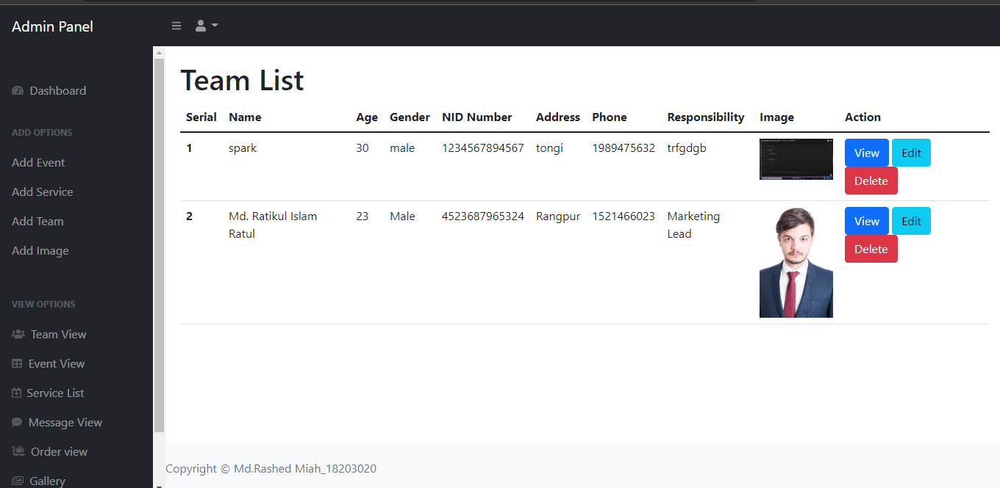 Admin Panel
Dashboard
ADD OPTIONS
Add Event
Add Service
Add Team
Add Image
VIEW OPTIONS
Team View
Event View
Service List
Message View
Order view
Gallery
Team List
Serial Name Age Gender NID Number Address Phone Responsibility Image Action
1 spark 30 male 1234567894567 tongi 1989475632 trfgdgb View Edit
Delete
2 Md. Ratikul Islam 23 Male 4523687965324 Rangpur 1521466023 Marketing View Edit
Ratul Lead
Delete
Copyright © Md.Rashed Miah_18203020